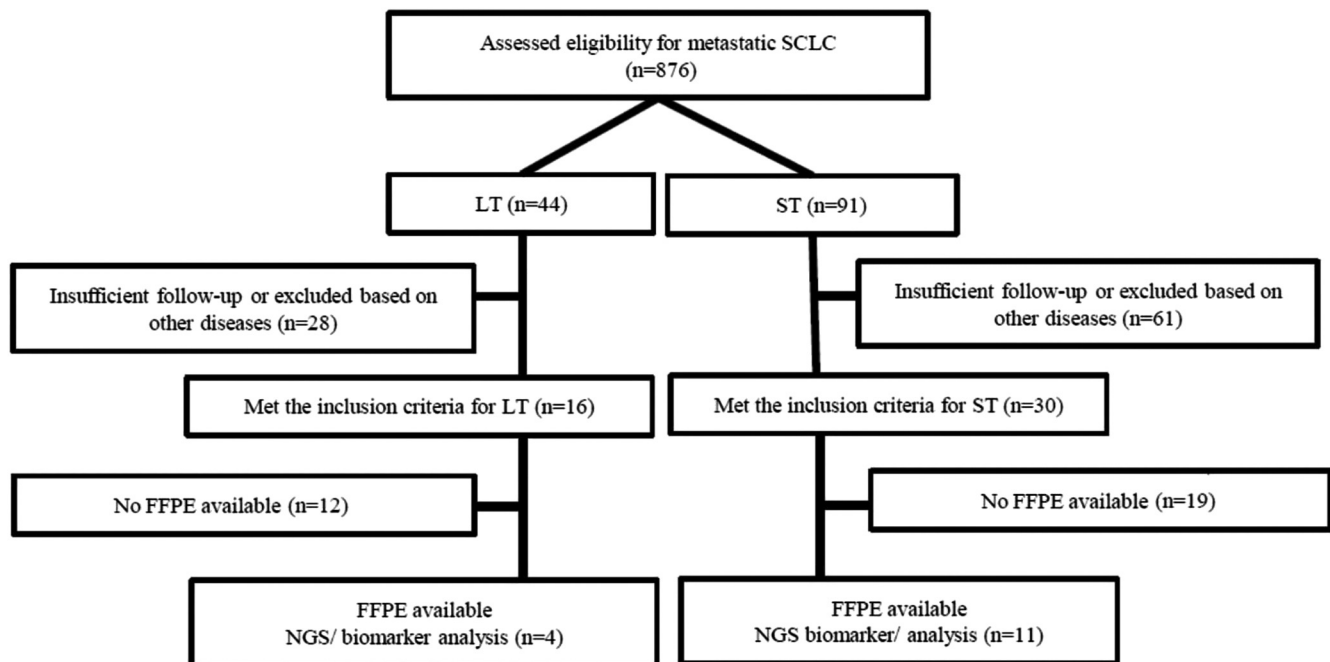 Assessed eligibility for metastatic SCLC
(n=876)
LT (n=44)
ST (n=91)
Insufficient follow-up or excluded based on
other diseases (n=28)
Insufficient follow-up or excluded based on
other diseases (n=61)
Met the inclusion criteria for LT (n=16)
Met the inclusion criteria for ST (n=30)
No FFPE available (n=12)
No FFPE available (n=19)
FFPE available
NGS/ biomarker analysis (n=4)
FFPE available
NGS biomarker/ analysis (n=11)